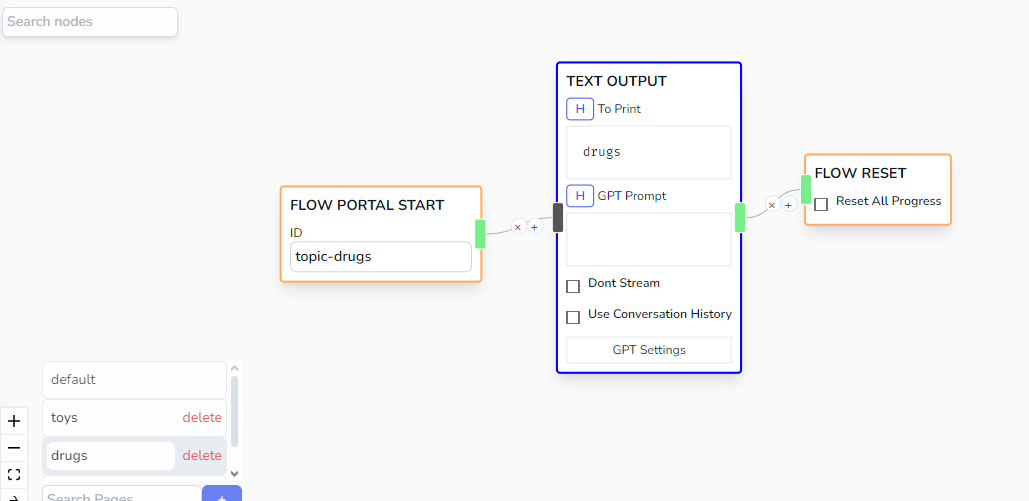 Search nodes
TEXT OUTPUT
H To Print
drugs
H GPT Prompt
Dont Stream
Use Conversation History
GPT Settings
FLOW PORTAL START
ID
topic-drugs
× +
× +
FLOW RESET
Reset All Progress
default
toys delete
drugs delete
Search Pages
+